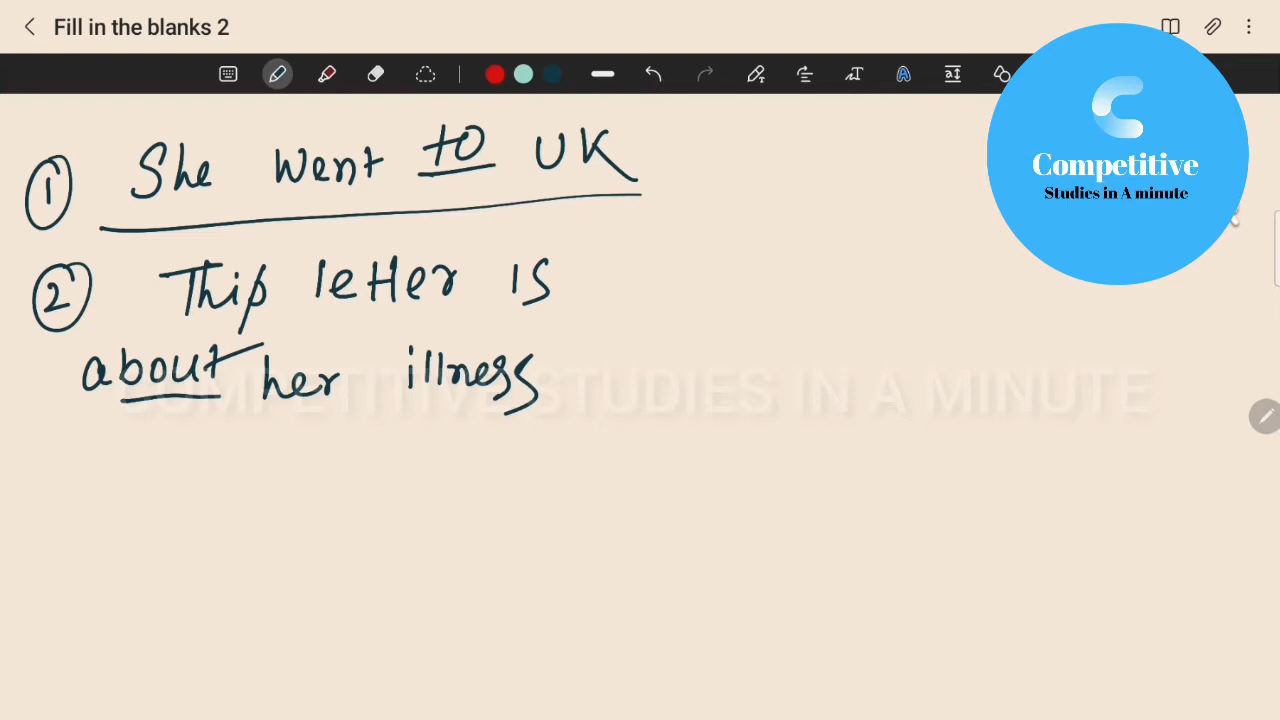 Fill in the blanks 2
Competitive
Studies in A minute
① She went to UK
② This letter is
about her illness
COMPETITIVE STUDIES IN A MINUTE